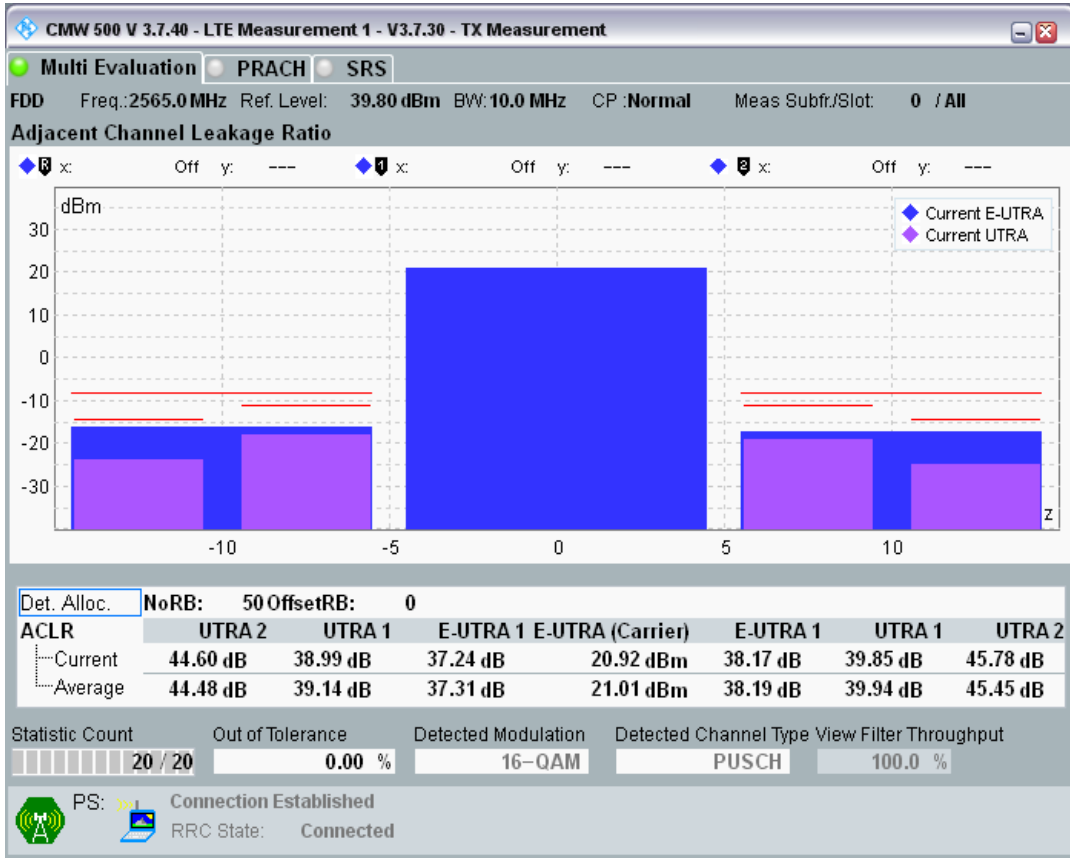 CMW 500 V 3.7.40 - LTE Measurement 1 - V3.7.30 - TX Measurement
Multi Evaluation PRACH SRS
FDD Freq.:2565.0 MHz Ref. Level: 39.80 dBm BW: 10.0 MHz CP :Normal Meas Subfr./Slot: 0 / All
Adjacent Channel Leakage Ratio
R x: Off y: --- 1 x: Off y: --- 2 x: Off y: ---
dBm
Current E-UTRA
Current UTRA
30
20
10
0
-10
-20
-30
z
-10 -5 0 5 10
Det. Alloc. NoRB: 50 OffsetRB: 0
ACLR UTRA 2 UTRA 1 E-UTRA 1 E-UTRA (Carrier) E-UTRA 1 UTRA 1 UTRA 2
Current 44.60 dB 38.99 dB 37.24 dB 20.92 dBm 38.17 dB 39.85 dB 45.78 dB
Average 44.48 dB 39.14 dB 37.31 dB 21.01 dBm 38.19 dB 39.94 dB 45.45 dB
Statistic Count Out of Tolerance Detected Modulation Detected Channel Type View Filter Throughput
20 / 20 0.00 % 16-QAM PUSCH 100.0 %
PS: Connection Established
RRC State: Connected